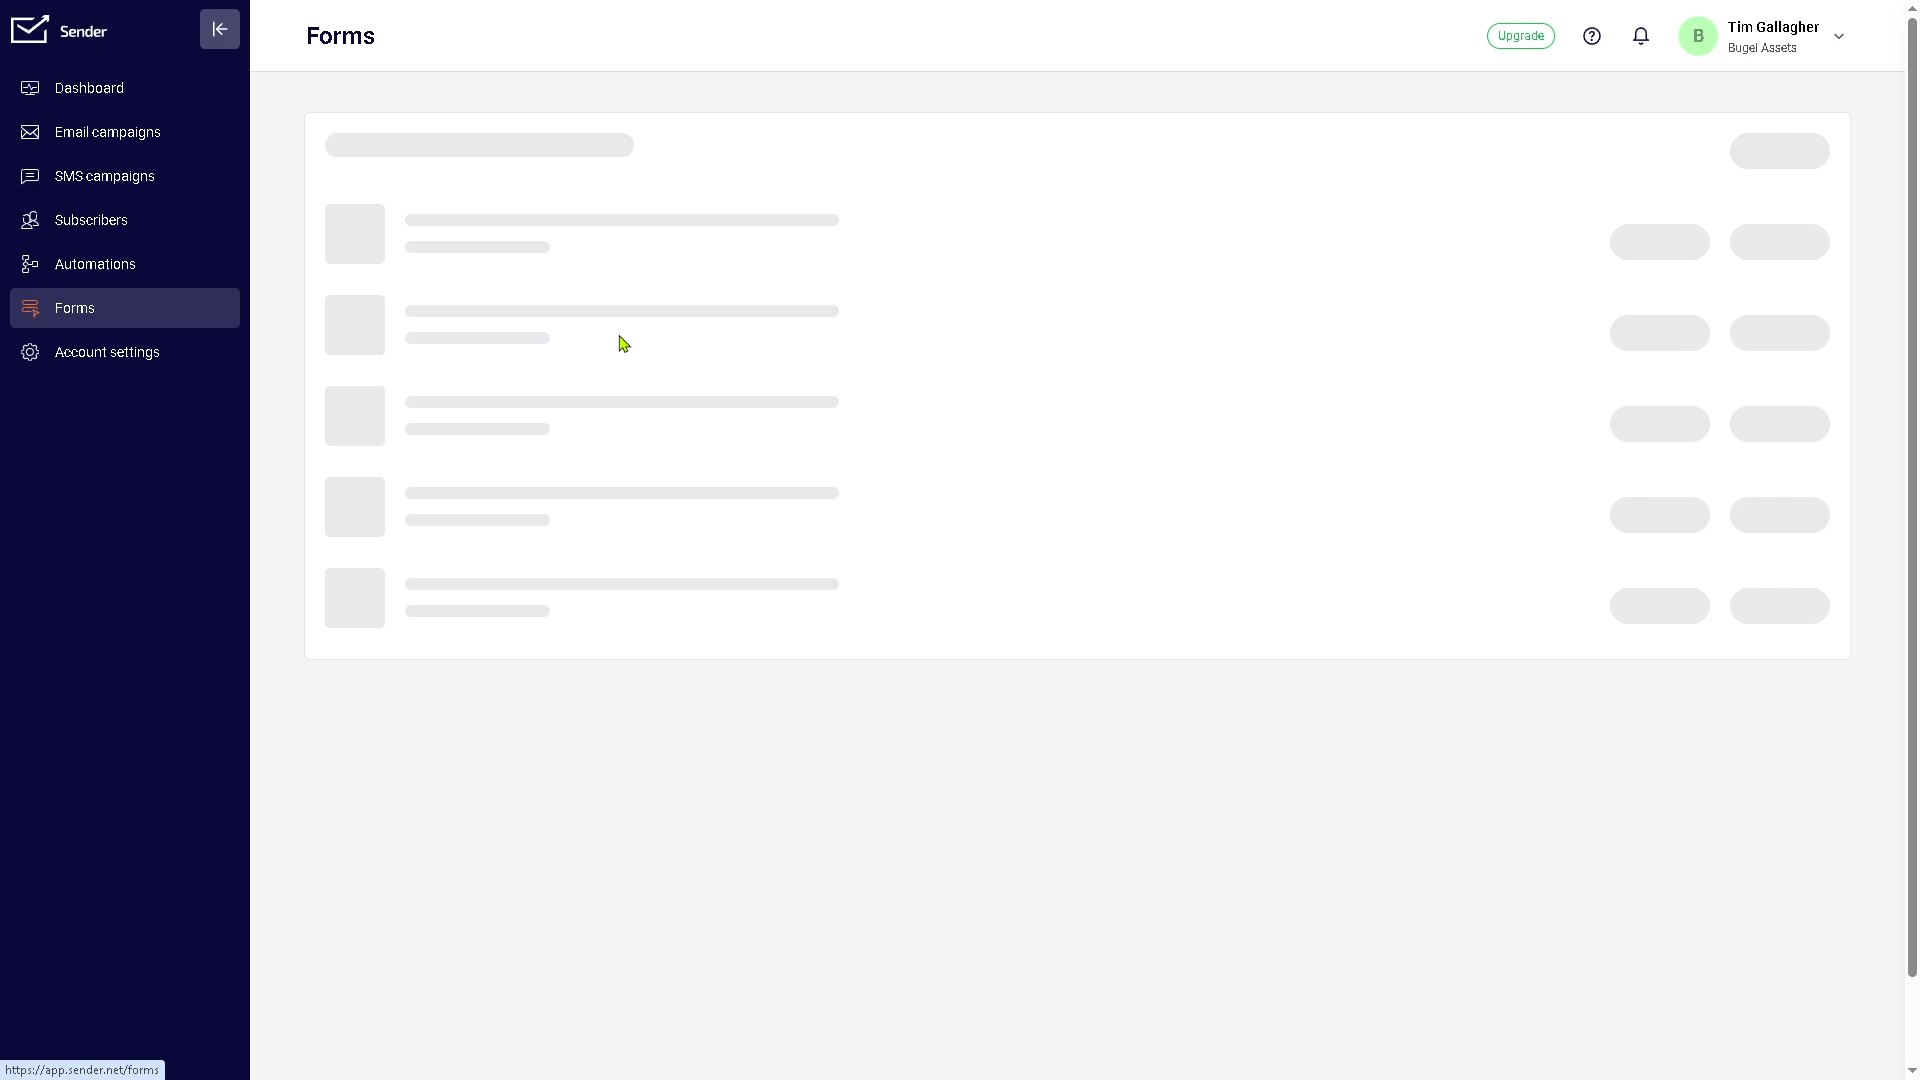 Sender
Forms
Upgrade
B
Tim Gallagher
Bugel Assets
Dashboard
Email campaigns
SMS campaigns
Subscribers
Automations
Forms
Account settings
https://app.sender.net/forms